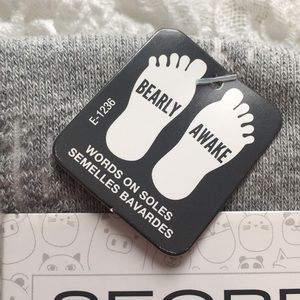 BEARLY
AWAKE
E-1236
WORDS ON SOLES
SEMELLES BAVARDES